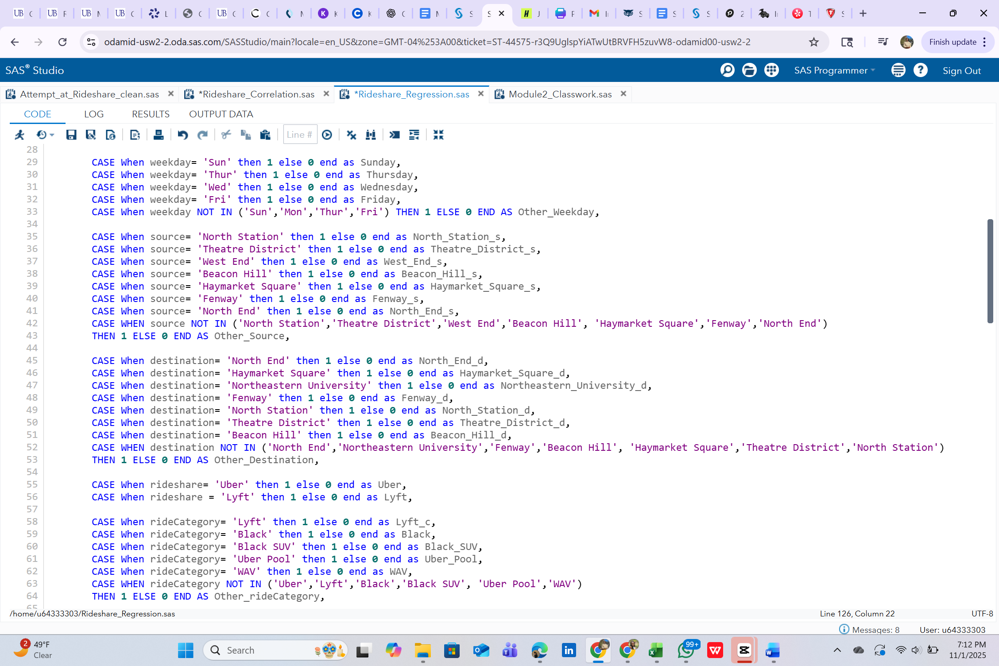 UB UB UB UB UB
odamid-usw2-2.oda.sas.com/SASStudio/main?locale=en_US&zone=GMT-04%253A00&ticket=ST-44575-r3Q9UglspYiATwUtBRVFH5zuvW8-odamid00-usw2-2
Finish update
SAS® Studio
SAS Programmer
Sign Out
Attempt_at_Rideshare_clean.sas
*Rideshare_Correlation.sas
*Rideshare_Regression.sas
Module2_Classwork.sas
CODE LOG RESULTS OUTPUT DATA
Line #
28
29 CASE When weekday= 'Sun' then 1 else 0 end as Sunday,
30 CASE When weekday= 'Thur' then 1 else 0 end as Thursday,
31 CASE When weekday= 'Wed' then 1 else 0 end as Wednesday,
32 CASE When weekday= 'Fri' then 1 else 0 end as Friday,
33 CASE When weekday NOT IN ('Sun','Mon','Thur','Fri') THEN 1 ELSE 0 END AS Other_Weekday,
34
35 CASE When source= 'North Station' then 1 else 0 end as North_Station_s,
36 CASE When source= 'Theatre District' then 1 else 0 end as Theatre_District_s,
37 CASE When source= 'West End' then 1 else 0 end as West_End_s,
38 CASE When source= 'Beacon Hill' then 1 else 0 end as Beacon_Hill_s,
39 CASE When source= 'Haymarket Square' then 1 else 0 end as Haymarket_Square_s,
40 CASE When source= 'Fenway' then 1 else 0 end as Fenway_s,
41 CASE When source= 'North End' then 1 else 0 end as North_End_s,
42 CASE WHEN source NOT IN ('North Station','Theatre District','West End','Beacon Hill', 'Haymarket Square','Fenway','North End')
43 THEN 1 ELSE 0 END AS Other_Source,
44
45 CASE When destination= 'North End' then 1 else 0 end as North_End_d,
46 CASE When destination= 'Haymarket Square' then 1 else 0 end as Haymarket_Square_d,
47 CASE When destination= 'Northeastern University' then 1 else 0 end as Northeastern_University_d,
48 CASE When destination= 'Fenway' then 1 else 0 end as Fenway_d,
49 CASE When destination= 'North Station' then 1 else 0 end as North_Station_d,
50 CASE When destination= 'Theatre District' then 1 else 0 end as Theatre_District_d,
51 CASE When destination= 'Beacon Hill' then 1 else 0 end as Beacon_Hill_d,
52 CASE WHEN destination NOT IN ('North End','Northeastern University','Fenway','Beacon Hill', 'Haymarket Square','Theatre District','North Station')
53 THEN 1 ELSE 0 END AS Other_Destination,
54
55 CASE When rideshare= 'Uber' then 1 else 0 end as Uber,
56 CASE When rideshare = 'Lyft' then 1 else 0 end as Lyft,
57
58 CASE When rideCategory= 'Lyft' then 1 else 0 end as Lyft_c,
59 CASE When rideCategory= 'Black' then 1 else 0 end as Black,
60 CASE When rideCategory= 'Black SUV' then 1 else 0 end as Black_SUV,
61 CASE When rideCategory= 'Uber Pool' then 1 else 0 end as Uber_Pool,
62 CASE When rideCategory= 'WAV' then 1 else 0 end as WAV,
63 CASE WHEN rideCategory NOT IN ('Uber','Lyft','Black','Black SUV', 'Uber Pool','WAV')
64 THEN 1 ELSE 0 END AS Other_rideCategory,
65
/home/u64333303/Rideshare_Regression.sas
Line 126, Column 22
UTF-8
Messages: 8
User: u64333303
2
49°F
Clear
Search
99+
7:12 PM
11/1/2025